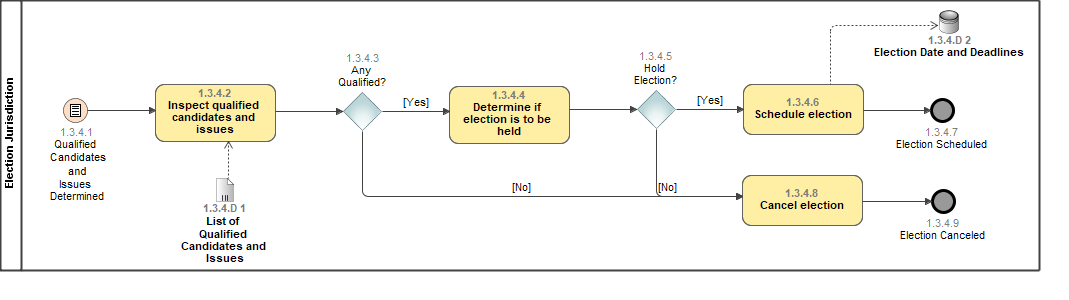 Election Jurisdiction
1.3.4.1
Qualified
Candidates
and
Issues
Determined
1.3.4.2
Inspect qualified
candidates and
issues
1.3.4.D 1
List of
Qualified
Candidates and
Issues
1.3.4.3
Any
Qualified?
[Yes]
[No]
1.3.4.4
Determine if
election is to be
held
1.3.4.5
Hold
Election?
[Yes]
[No]
1.3.4.6
Schedule election
1.3.4.D 2
Election Date and Deadlines
1.3.4.7
Election Scheduled
1.3.4.8
Cancel election
1.3.4.9
Election Canceled